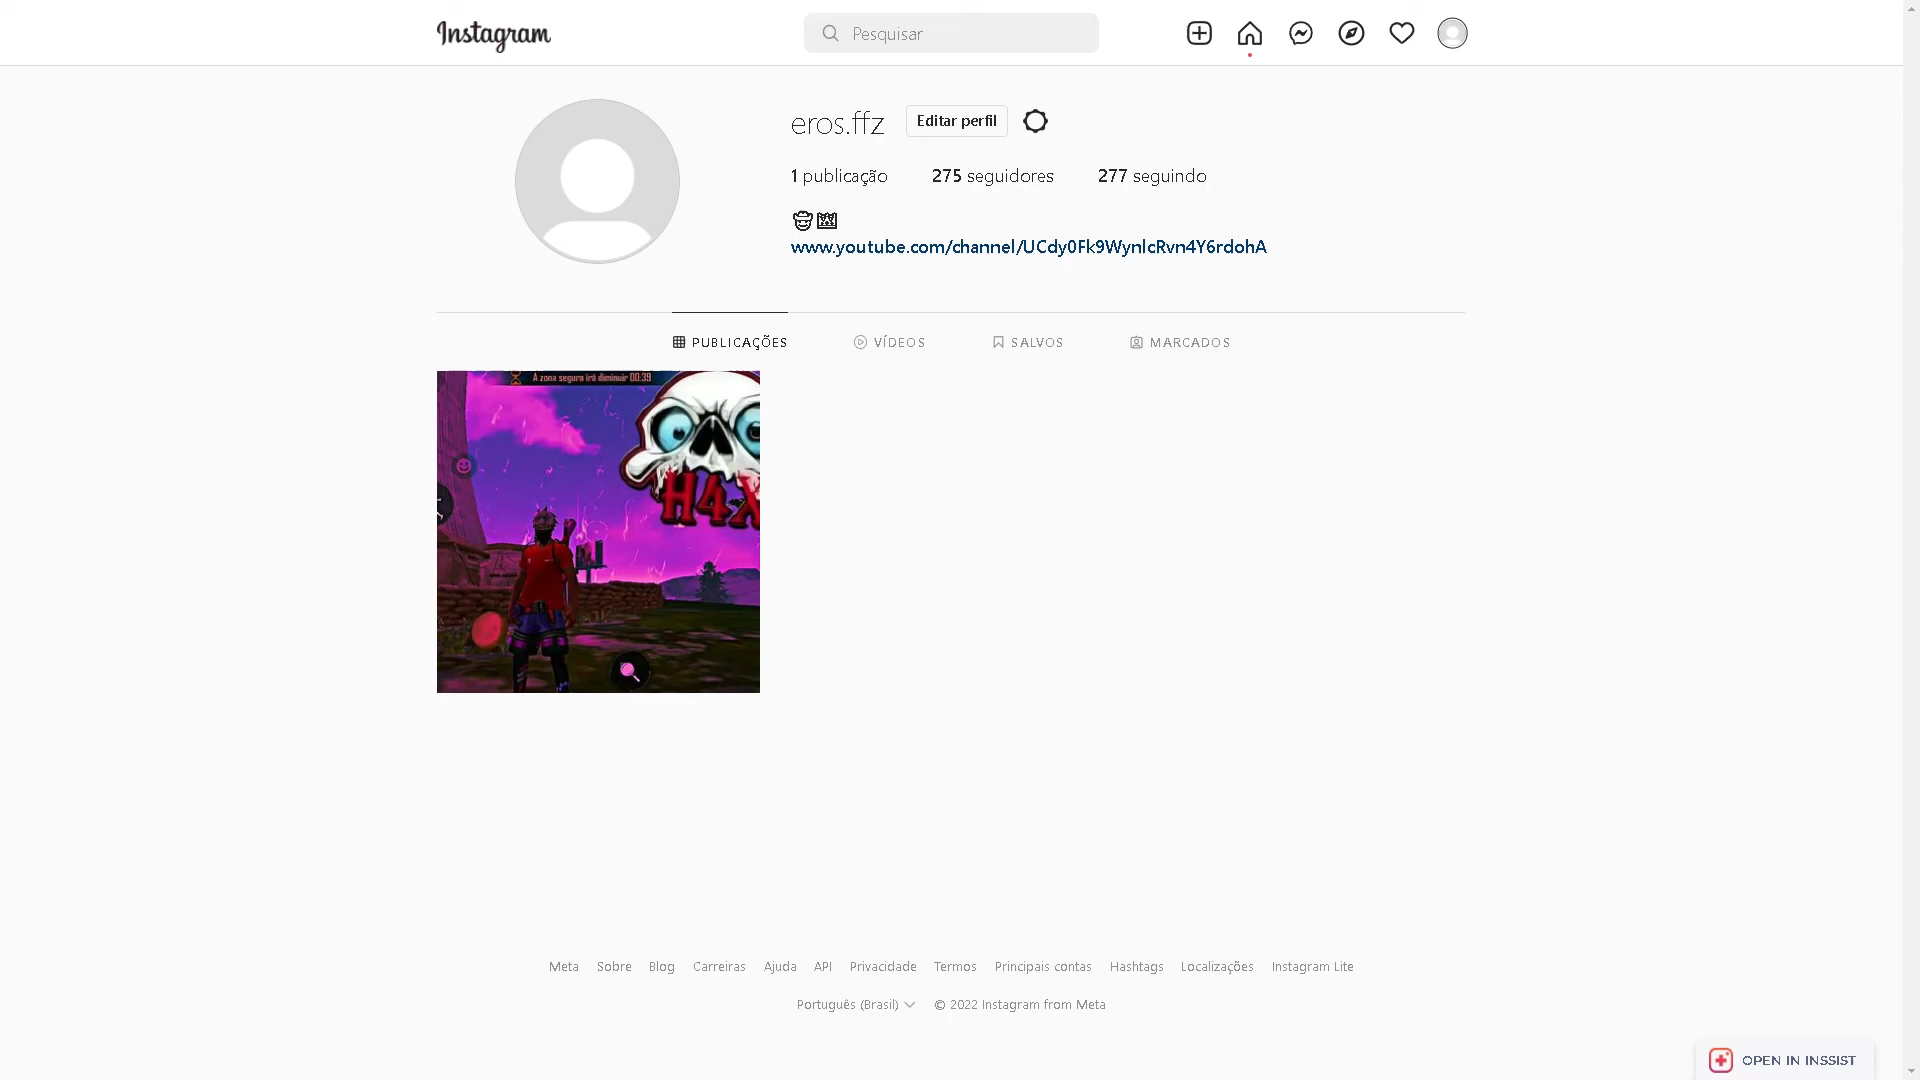 Instagram
Pesquisar
eros.ffz
Editar perfil
1 publicação 275 seguidores 277 seguindo
🤠👑
www.youtube.com/channel/UCdy0Fk9WynlcRvn4Y6rdohA
PUBLICAÇÕES VÍDEOS SALVOS MARCADOS
A zona segura irá diminuir 00:39
H4X
Meta Sobre Blog Carreiras Ajuda API Privacidade Termos Principais contas Hashtags Localizações Instagram Lite
Português (Brasil) © 2022 Instagram from Meta
OPEN IN INSSIST